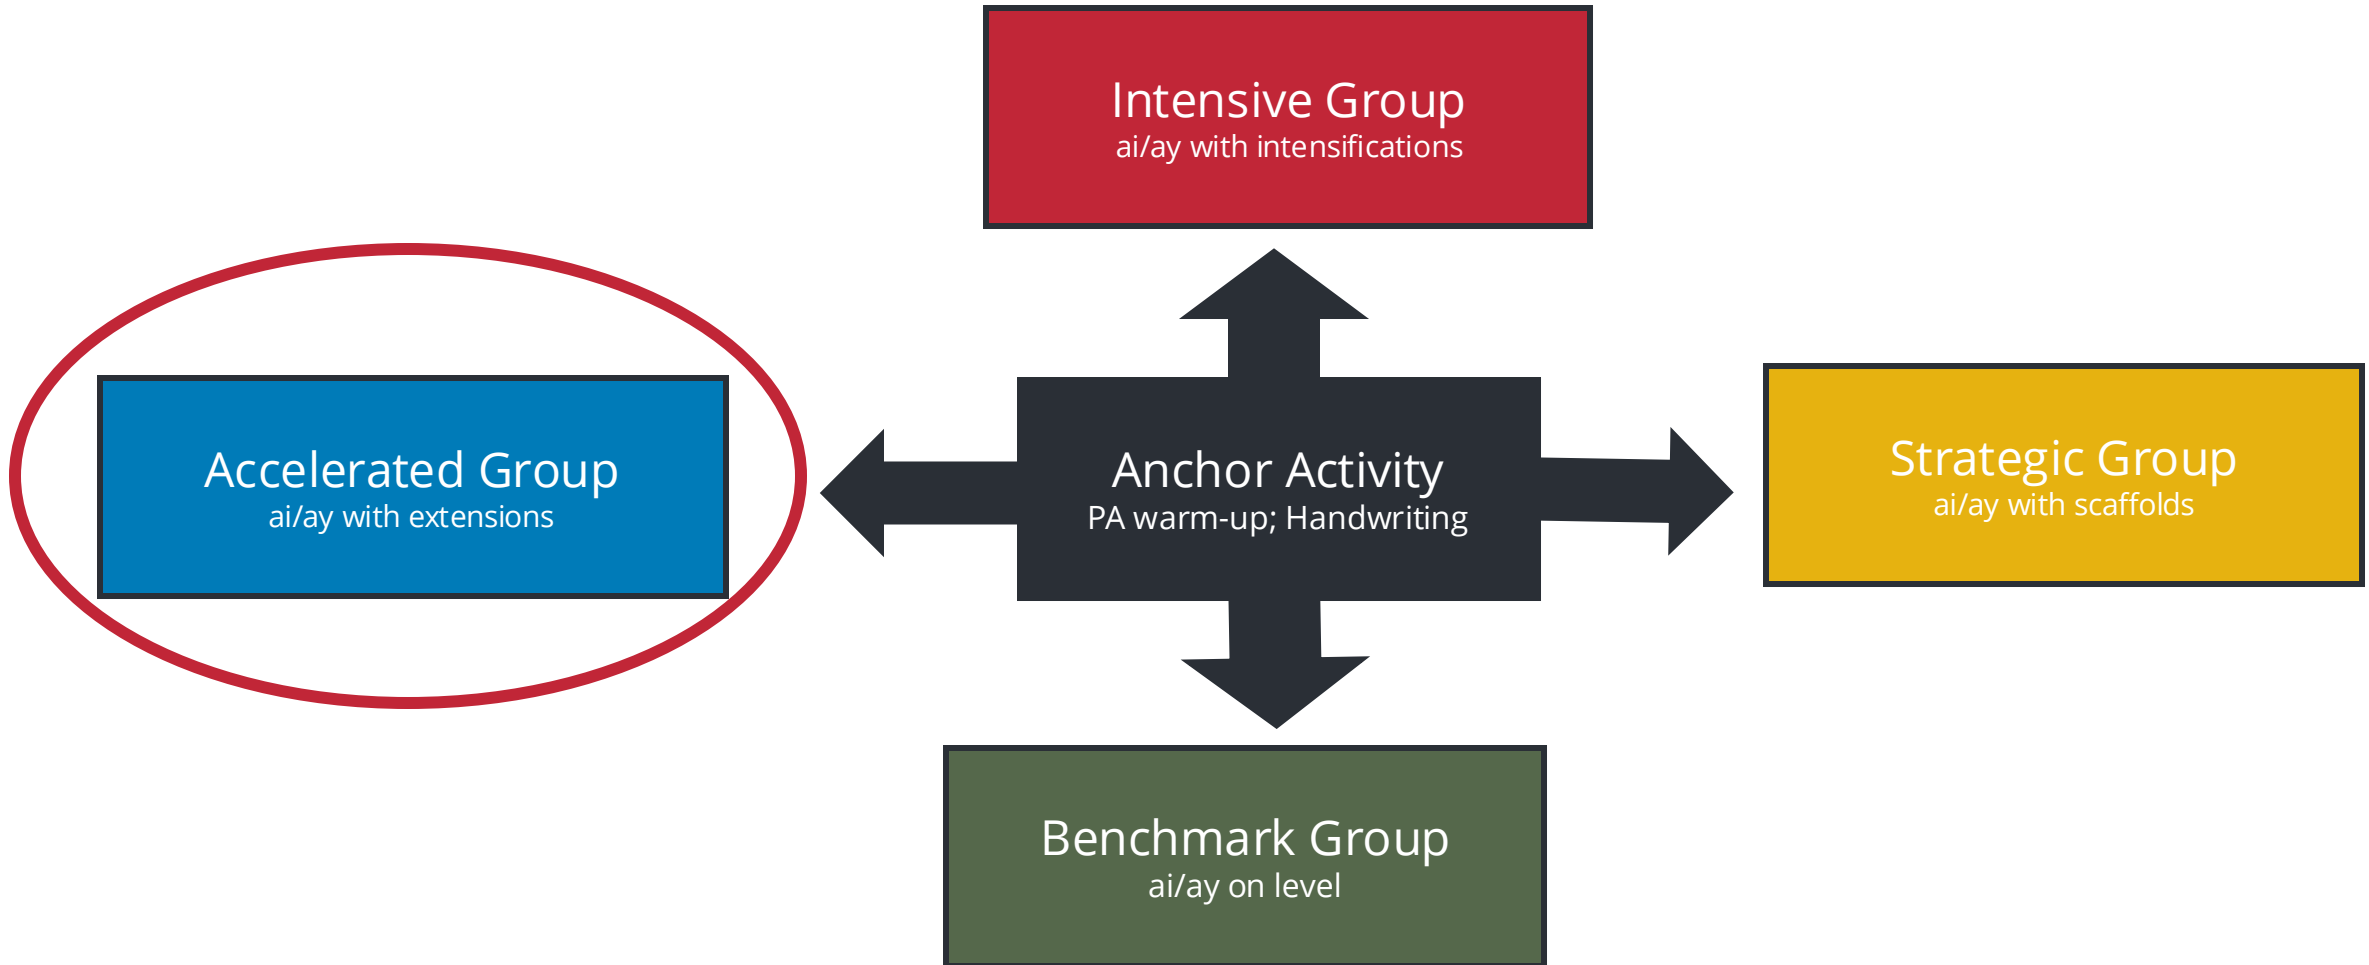 Intensive Group
ai/ay with intensifications
Accelerated Group
ai/ay with extensions
Anchor Activity
PA warm-up; Handwriting
Strategic Group
ai/ay with scaffolds
Benchmark Group
ai/ay on level